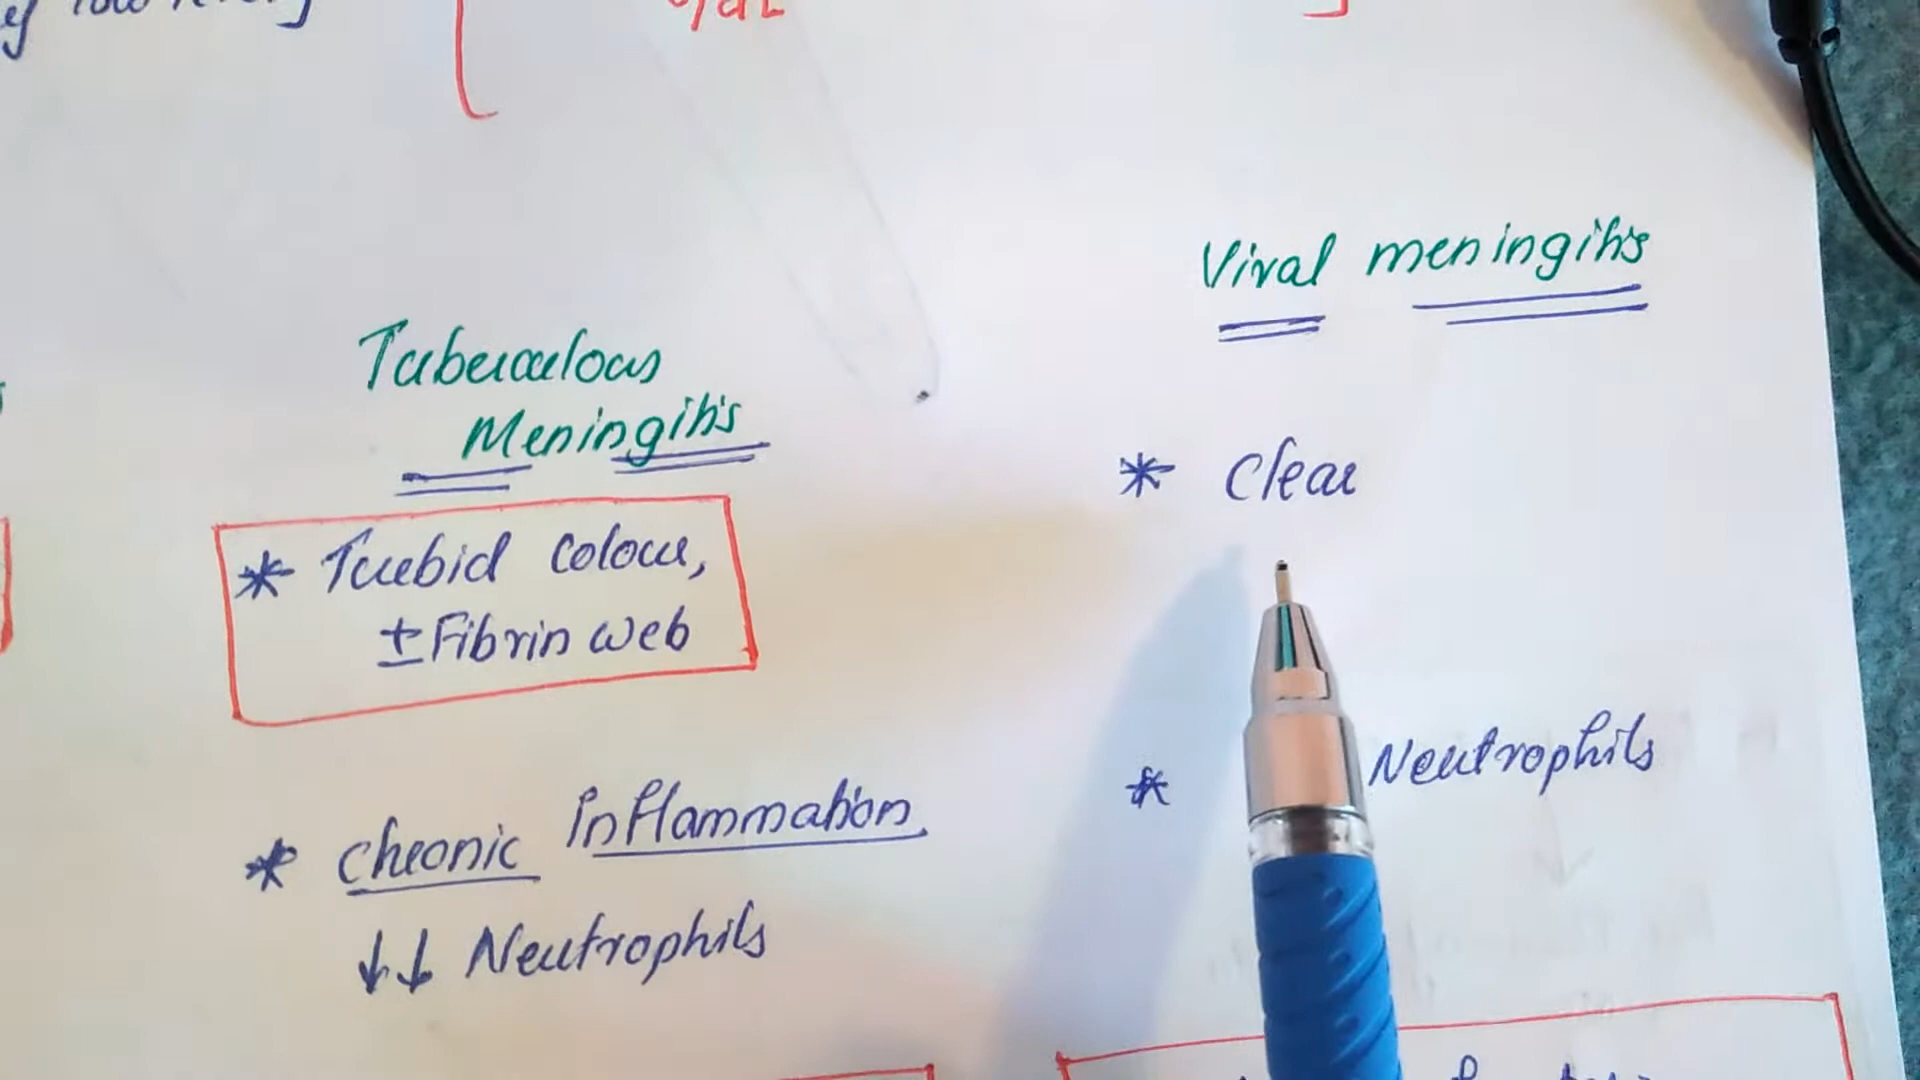 Tuberculous
Meningitis
* Turbid colour,
± Fibrin web
* chronic inflammation
↓↓ Neutrophils
Viral meningitis
* Clear
* Neutrophils